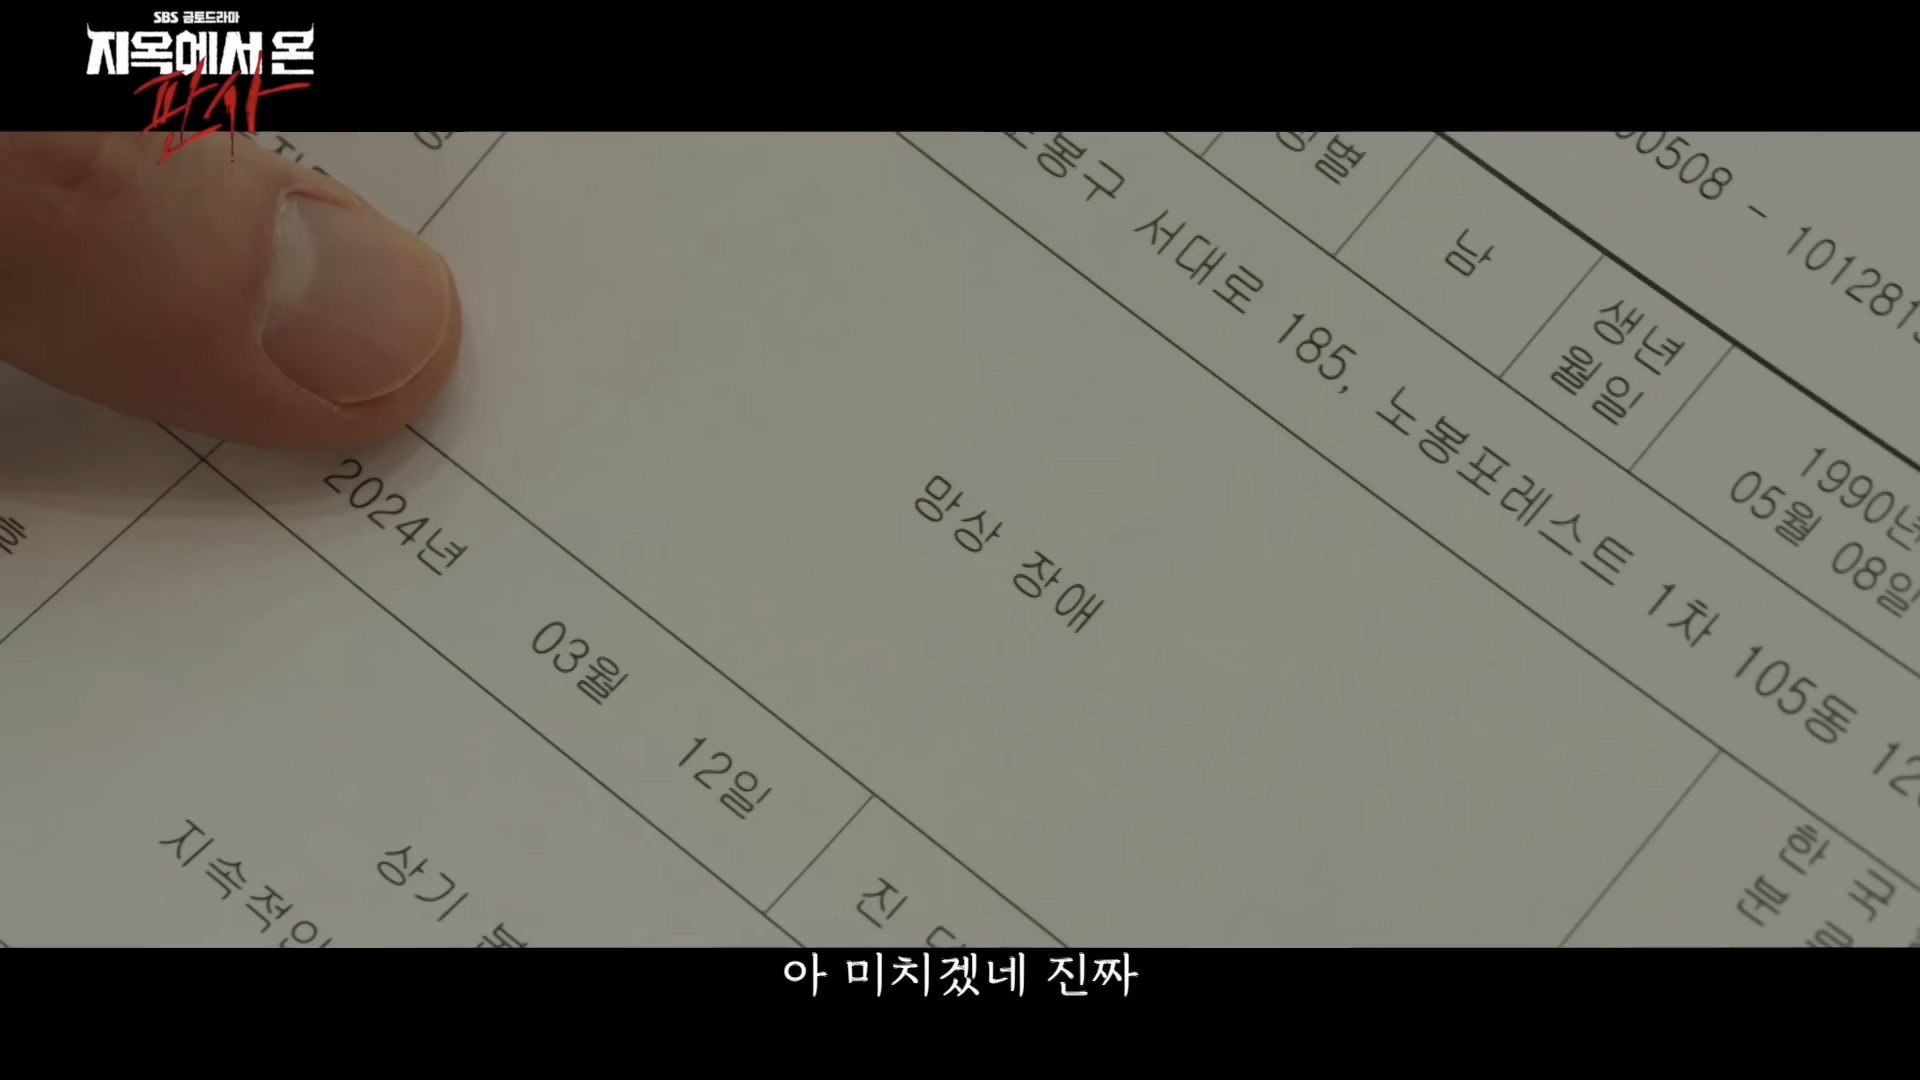 SBS 금토드라마
지옥에서 온
판사
00508 - 101281
성별
남
생년
월일
1990년
05월 08일
노봉구 서대로 185, 노봉포레스트 1차 105동
망상 장애
한국
2024년 03월 12일
진
상기
지속적인
호
아 미치겠네 진짜